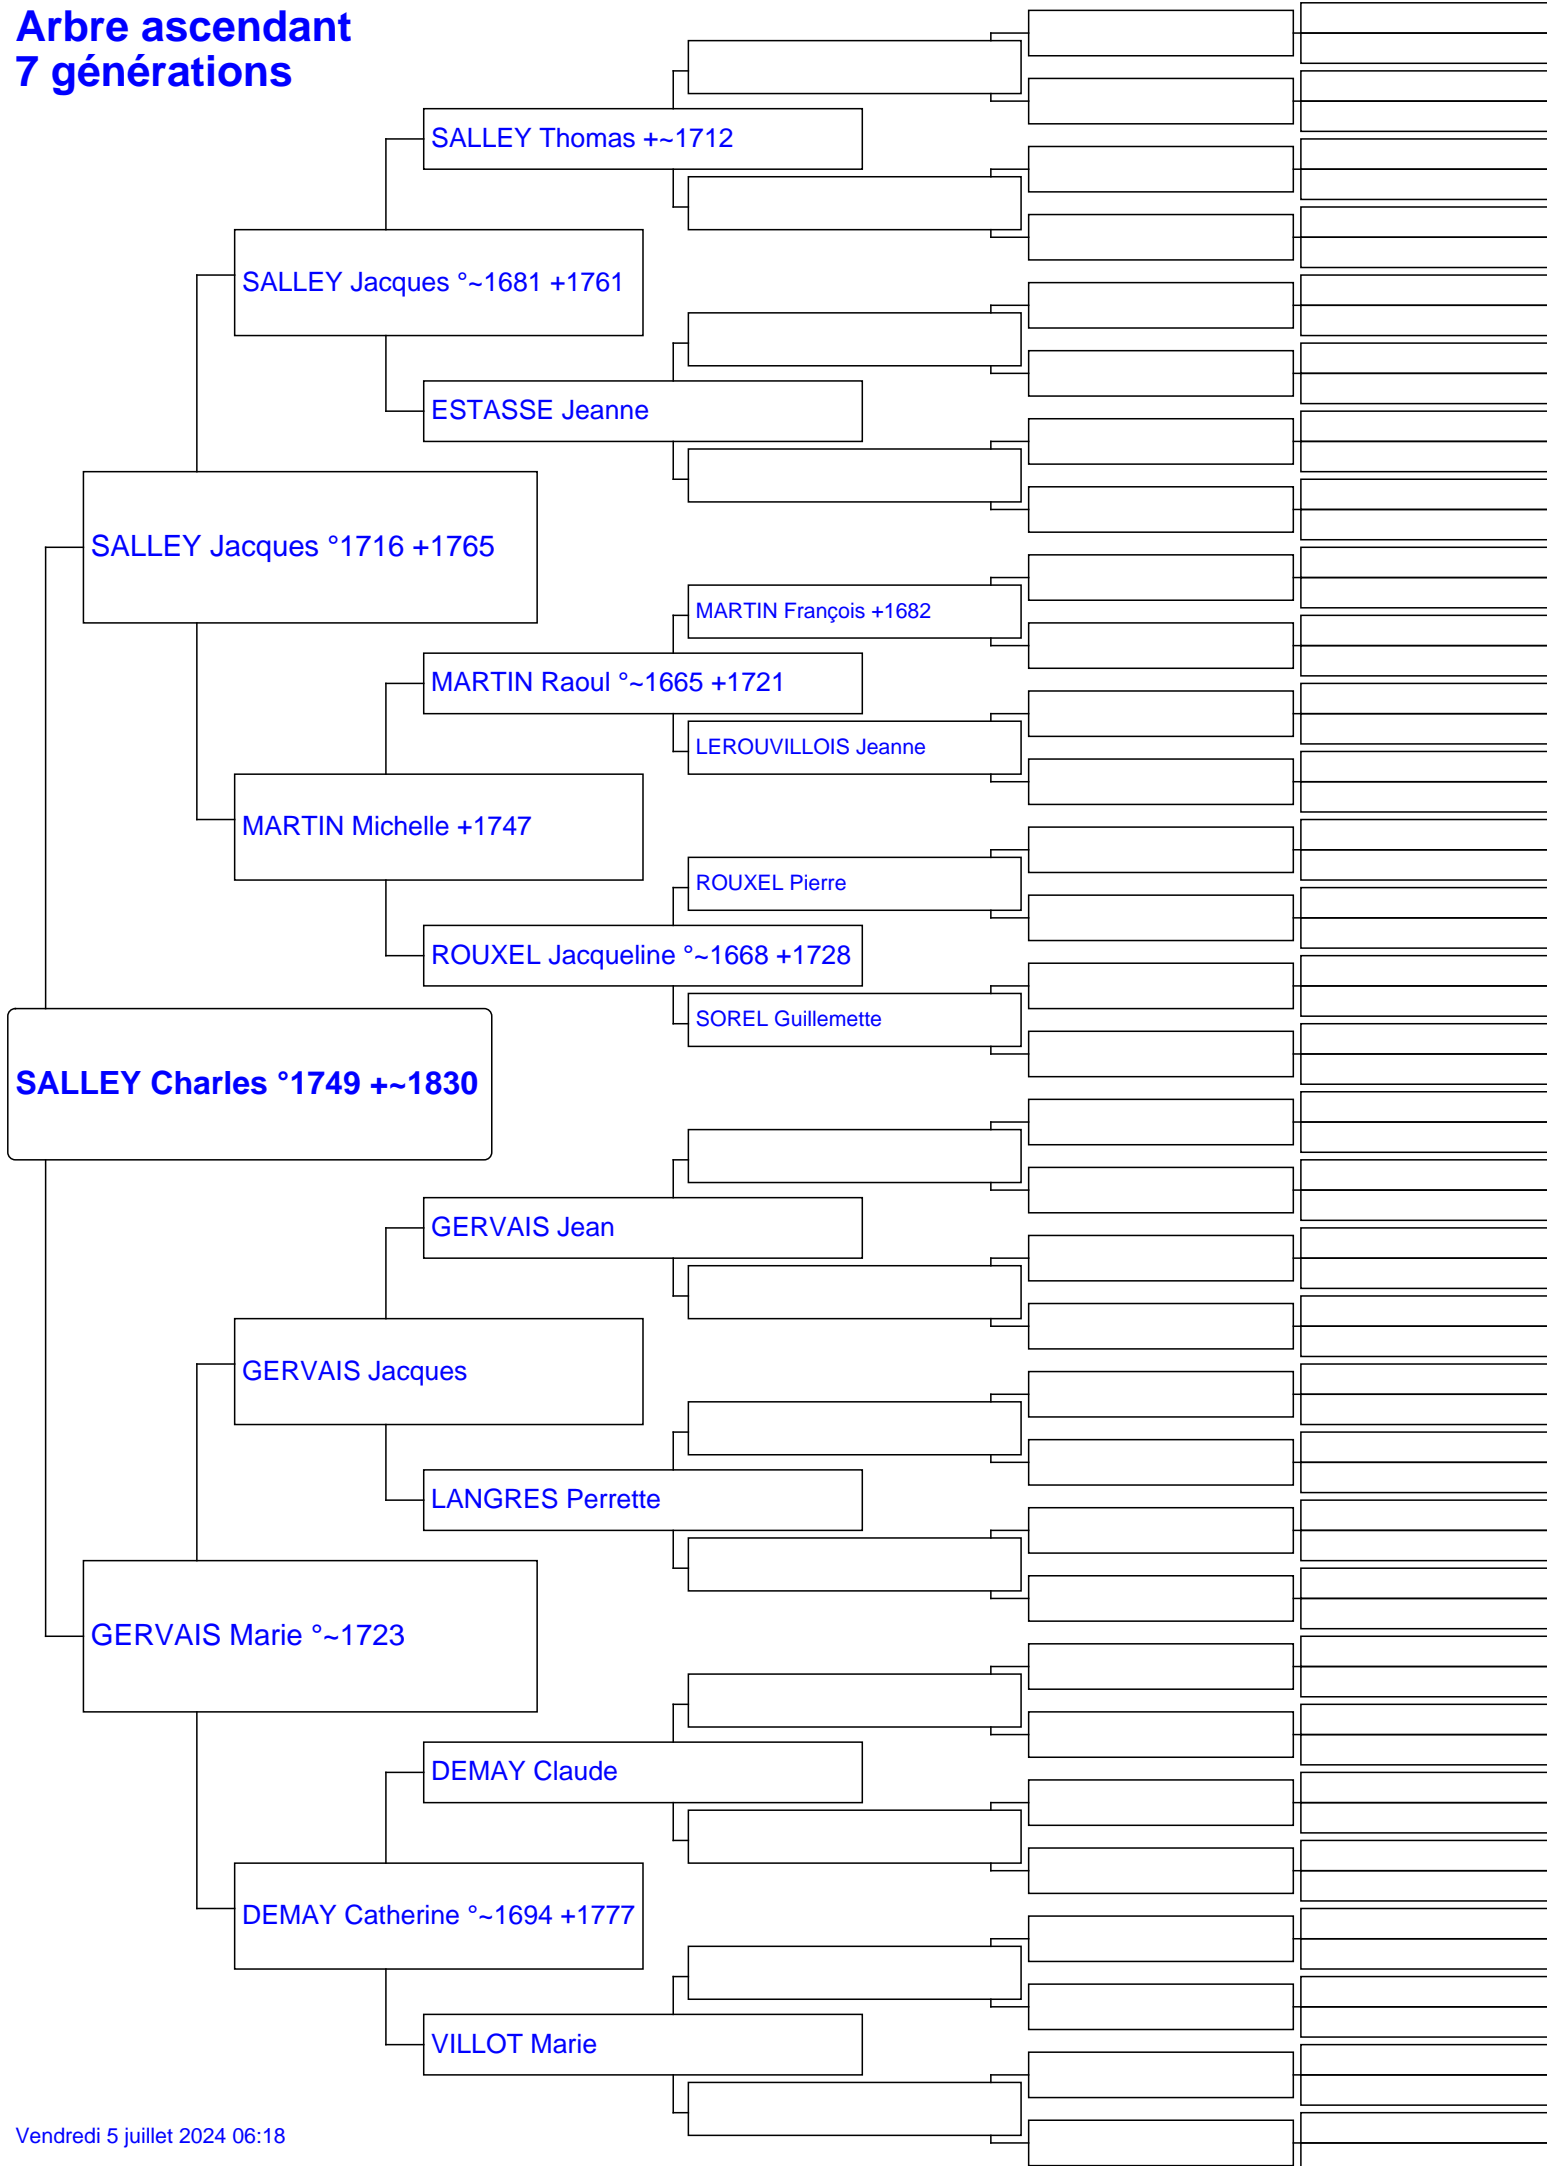 Arbre ascendant
7 générations
SALLEY Thomas +~1712
SALLEY Jacques °~1681 +1761
ESTASSE Jeanne
SALLEY Jacques °1716 +1765
MARTIN François +1682
MARTIN Raoul °~1665 +1721
LEROUVILLOIS Jeanne
MARTIN Michelle +1747
ROUXEL Pierre
ROUXEL Jacqueline °~1668 +1728
SOREL Guillemette
SALLEY Charles °1749 +~1830
GERVAIS Jean
GERVAIS Jacques
LANGRES Perrette
GERVAIS Marie °~1723
DEMAY Claude
DEMAY Catherine °~1694 +1777
VILLOT Marie
Vendredi 5 juillet 2024 06:18